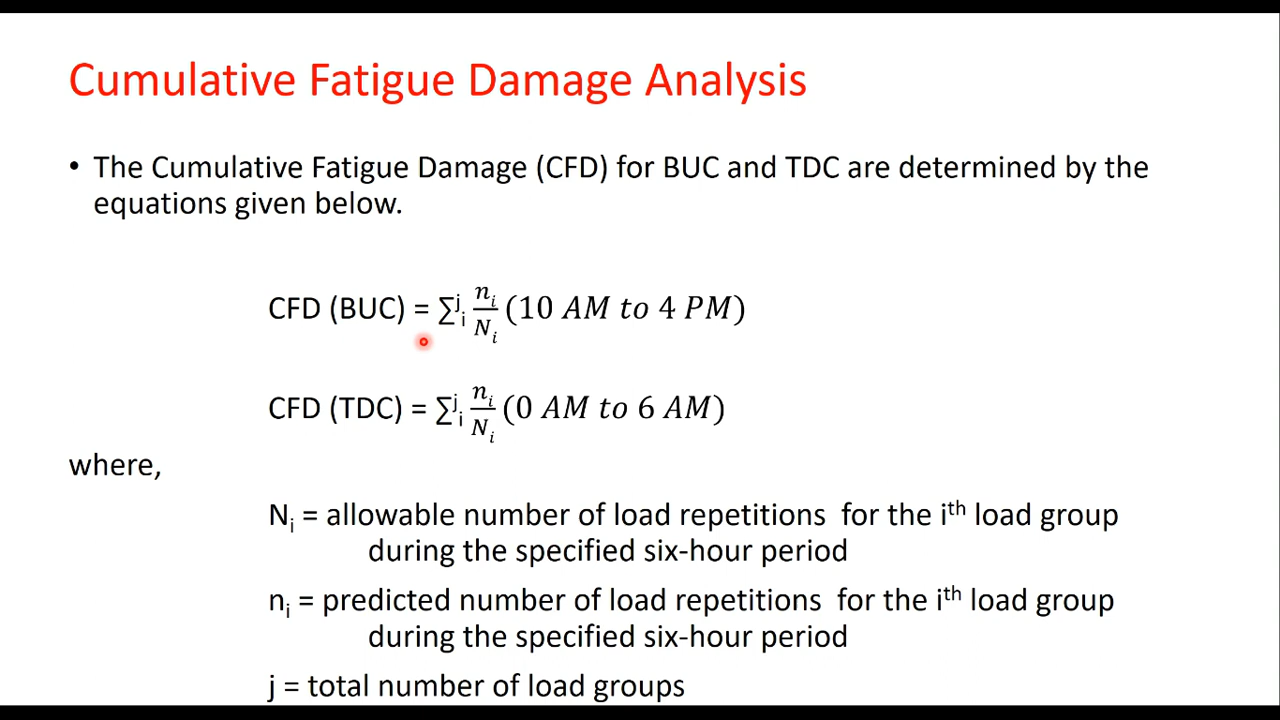 Cumulative Fatigue Damage Analysis
• The Cumulative Fatigue Damage (CFD) for BUC and TDC are determined by the
equations given below.
CFD (BUC) = ∑ᵢʲ nᵢ/Nᵢ (10 AM to 4 PM)
CFD (TDC) = ∑ᵢʲ nᵢ/Nᵢ (0 AM to 6 AM)
where,
Nᵢ = allowable number of load repetitions for the iᵗʰ load group
during the specified six-hour period
nᵢ = predicted number of load repetitions for the iᵗʰ load group
during the specified six-hour period
j = total number of load groups